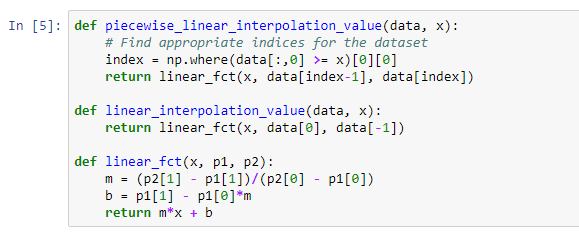 In [5]: def piecewise_linear_interpolation_value(data, x):
    # Find appropriate indices for the dataset
    index = np.where(data[:,0] >= x)[0][0]
    return linear_fct(x, data[index-1], data[index])

def linear_interpolation_value(data, x):
    return linear_fct(x, data[0], data[-1])

def linear_fct(x, p1, p2):
    m = (p2[1] - p1[1])/(p2[0] - p1[0])
    b = p1[1] - p1[0]*m
    return m*x + b